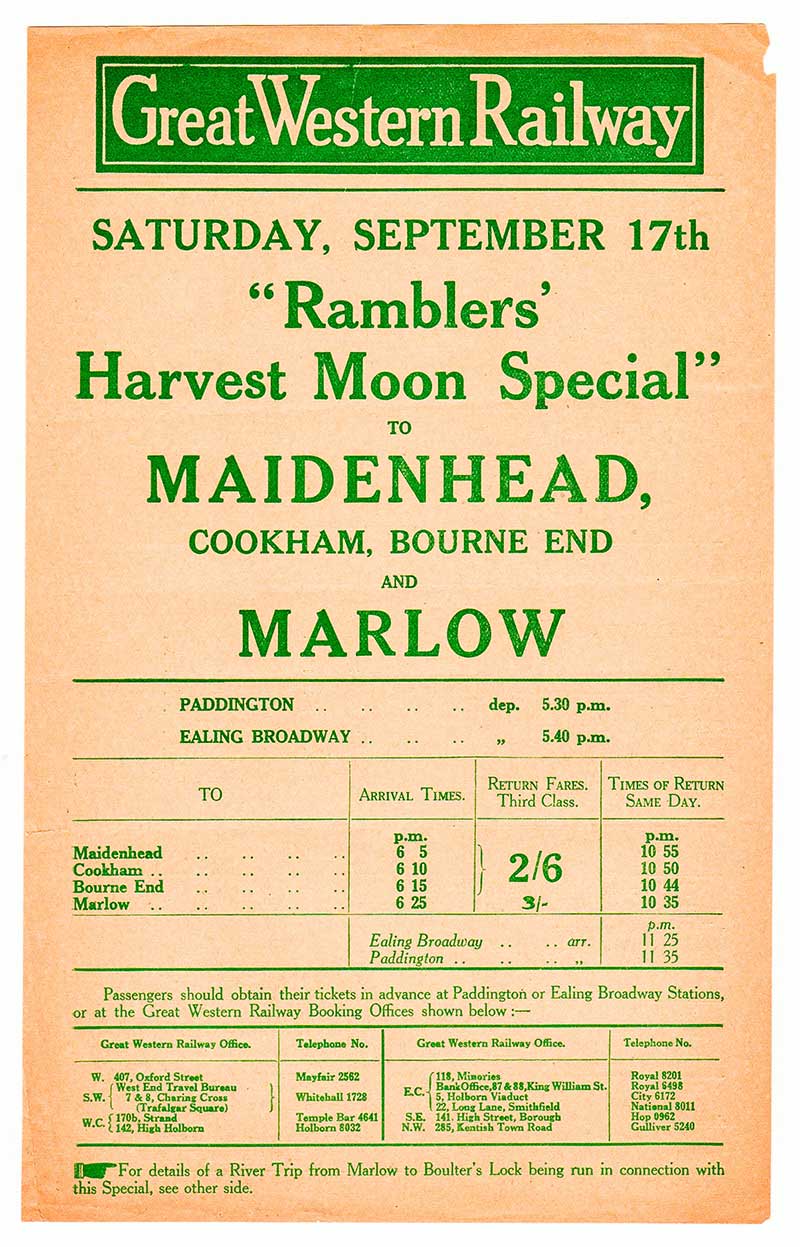 Great Western Railway
SATURDAY, SEPTEMBER 17th
"Ramblers'
Harvest Moon Special"
TO
MAIDENHEAD,
COOKHAM, BOURNE END
AND
MARLOW
PADDINGTON .. .. .. .. dep. 5.30 p.m.
EALING BROADWAY .. .. .. „ 5.40 p.m.
TO ARRIVAL TIMES. RETURN FARES. Third Class. TIMES OF RETURN SAME DAY.
p.m. p.m.
Maidenhead .. .. .. .. 6 5 2/6 10 55
Cookham .. .. .. .. 6 10 10 50
Bourne End .. .. .. .. 6 15 10 44
Marlow .. .. .. .. 6 25 3/- 10 35
p.m.
Ealing Broadway .. .. arr. 11 25
Paddington .. .. .. „ 11 35
Passengers should obtain their tickets in advance at Paddington or Ealing Broadway Stations,
or at the Great Western Railway Booking Offices shown below :—
Great Western Railway Office. Telephone No. Great Western Railway Office. Telephone No.
W. 407, Oxford Street Mayfair 2562
S.W. West End Travel Bureau
7 & 8, Charing Cross Whitehall 1728
(Trafalgar Square)
W.C. 170b. Strand Temple Bar 4641
142, High Holborn Holborn 8032
E.C. 118, Minories Royal 8201
Bank Office, 87 & 88, King William St. Royal 6498
5, Holborn Viaduct City 6172
22, Long Lane, Smithfield National 8011
S.E. 141. High Street, Borough Hop 0962
N.W. 285, Kentish Town Road Gulliver 5240
For details of a River Trip from Marlow to Boulter's Lock being run in connection with
this Special, see other side.